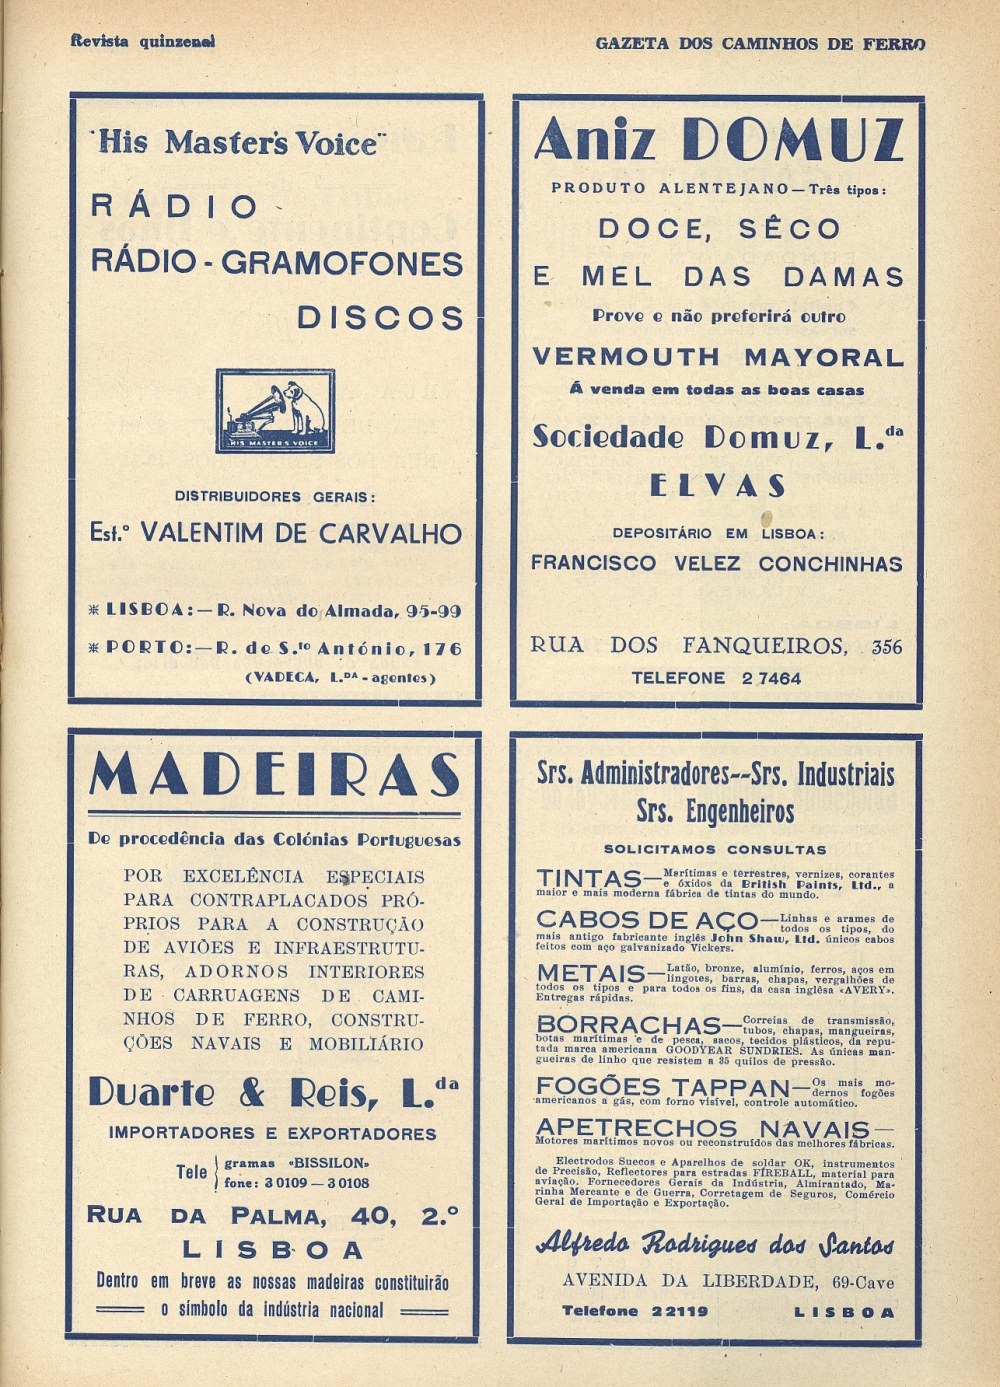 Revista quinzenal
GAZETA DOS CAMINHOS DE FERRO
"His Master's Voice"
RÁDIO
RÁDIO - GRAMOFONES
DISCOS
HIS MASTER'S VOICE
DISTRIBUIDORES GERAIS:
Est.º VALENTIM DE CARVALHO
LISBOA:—R. Nova do Almada, 95-99
PORTO:—R. de S.to António, 176
(VADECA, L.DA - agentes)
Aniz DOMUZ
PRODUTO ALENTEJANO—Três tipos:
DOCE, SÊCO
E MEL DAS DAMAS
Prove e não preferirá outro
VERMOUTH MAYORAL
Á venda em todas as boas casas
Sociedade Domuz, L.da
ELVAS
DEPOSITÁRIO EM LISBOA:
FRANCISCO VELEZ CONCHINHAS
RUA DOS FANQUEIROS, 356
TELEFONE 2 7464
MADEIRAS
De procedência das Colónias Portuguesas
POR EXCELÊNCIA ESPECIAIS
PARA CONTRAPLACADOS PRÓ-
PRIOS PARA A CONSTRUÇÃO
DE AVIÕES E INFRAESTRUTU-
RAS, ADORNOS INTERIORES
DE CARRUAGENS DE CAMI-
NHOS DE FERRO, CONSTRU-
ÇÕES NAVAIS E MOBILIÁRIO
Duarte & Reis, L.da
IMPORTADORES E EXPORTADORES
Tele { gramas «BISSILON»
fone: 3 0109 — 3 0108
RUA DA PALMA, 40, 2.º
LISBOA
Dentro em breve as nossas madeiras constituirão
o símbolo da indústria nacional
Srs. Administradores--Srs. Industriais
Srs. Engenheiros
SOLICITAMOS CONSULTAS
TINTAS—Marítimas e terrestres, vernizes, corantes
e óxidos da British Paints, Ltd., a
maior e mais moderna fábrica de tintas do mundo.
CABOS DE AÇO—Linhas e arames de
todos os tipos, do
mais antigo fabricante inglês John Shaw, Ltd. únicos cabos
feitos com aço galvanizado Vickers.
METAIS—Latão, bronze, alumínio, ferros, aços em
lingotes, barras, chapas, vergalhões de
todos os tipos e para todos os fins, da casa inglêsa «AVERY».
Entregas rápidas.
BORRACHAS—Correias de transmissão,
tubos, chapas, mangueiras,
botas marítimas e de pesca, sacos, tecidos plásticos, da repu-
tada marca americana GOODYEAR SUNDRIES. As únicas man-
gueiras de linho que resistem a 35 quilos de pressão.
FOGÕES TAPPAN—Os mais mo-
dernos fogões
americanos a gás, com forno visível, controle automático.
APETRECHOS NAVAIS—
Motores marítimos novos ou reconstruídos das melhores fábricas.
Electrodos Suecos e Aparelhos de soldar OK, instrumentos
de Precisão, Reflectores para estradas FIREBALL, material para
aviação. Fornecedores Gerais da Indústria, Almirantado, Ma-
rinha Mercante e de Guerra, Corretagem de Seguros, Comércio
Geral de Importação e Exportação.
Alfredo Rodrigues dos Santos
AVENIDA DA LIBERDADE, 69-Cave
Telefone 2 2119 LISBOA